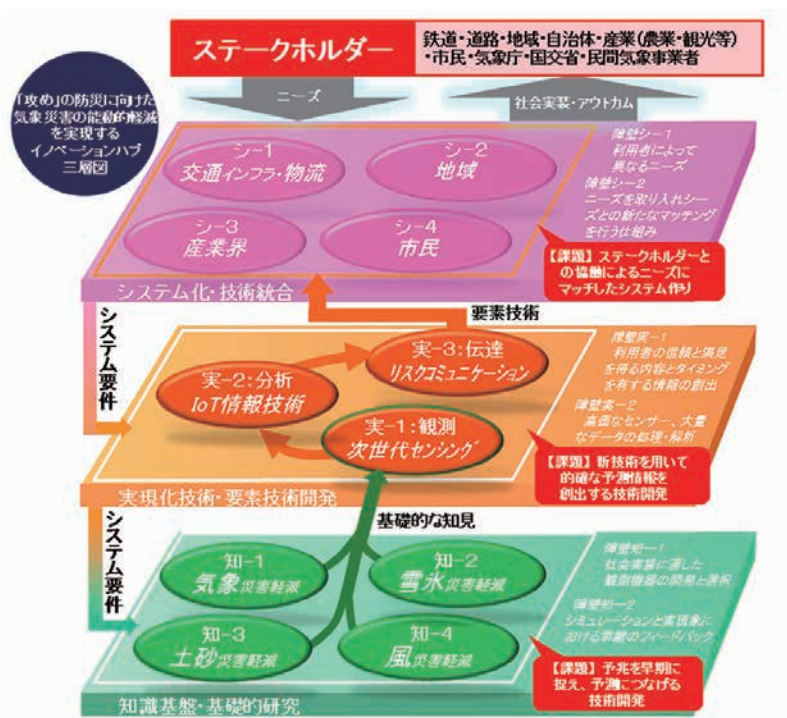 ステークホルダー
鉄道・道路・地域・自治体・産業(農業・観光等)
・市民・気象庁・国交省・民間気象事業者
「攻め」の防災に向けた
気象災害の能動的軽減
を実現する
イノベーションハブ
三層図
ニーズ
社会実装・アウトカム
シ-1
交通インフラ・物流
シ-2
地域
シ-3
産業界
シ-4
市民
障壁シー1
利用者によって
異なるニーズ
障壁シー2
ニーズを取り入れシー
ズとの新たなマッチング
を行う仕組み
【課題】ステークホルダーと
の協働によるニーズに
マッチしたシステム作り
システム化・技術統合
システム要件
要素技術
実-3:伝達
リスクコミュニケーション
実-2:分析
IoT情報技術
実-1:観測
次世代センシング
障壁実-1
利用者の信頼と満足
を得る内容とタイミング
を有する情報の創出
障壁実-2
高価なセンサー、大量
なデータの処理・解析
【課題】新技術を用いて
的確な予測情報を
創出する技術開発
実現化技術・要素技術開発
システム要件
基礎的な知見
知-1
気象災害軽減
知-2
雪氷災害軽減
知-3
土砂災害軽減
知-4
風災害軽減
障壁知-1
社会実装に適した
観測機器の開発と選択
障壁知-2
シミュレーションと実現象に
おける乖離のフィードバック
【課題】予兆を早期に
捉え、予測につなげる
技術開発
知識基盤・基礎的研究